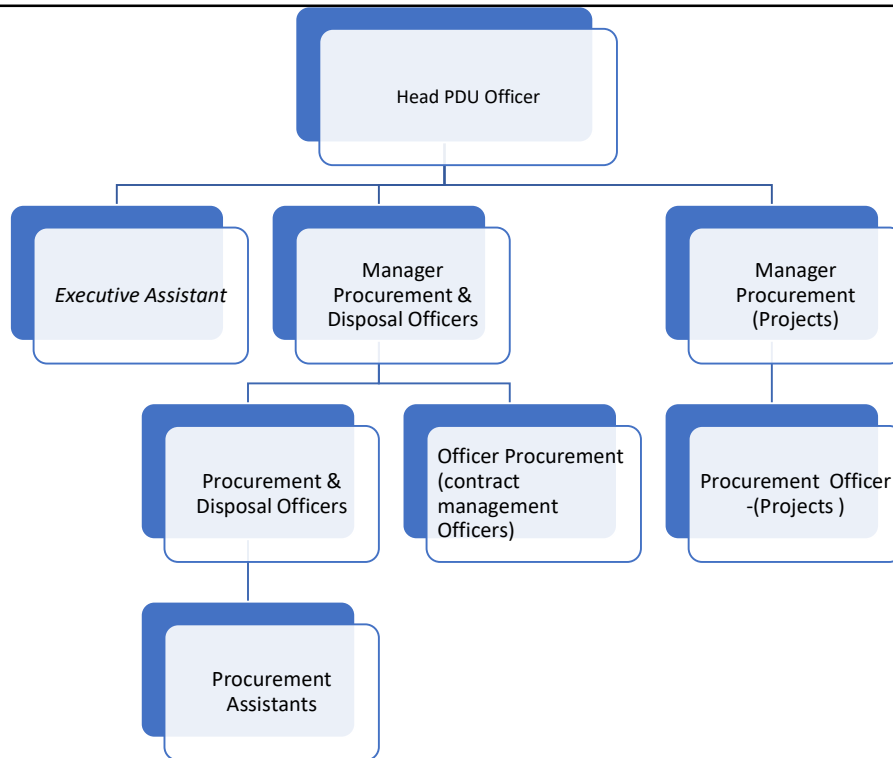 Head PDU Officer
Executive Assistant
Manager
Procurement &
Disposal Officers
Manager
Procurement
(Projects)
Procurement &
Disposal Officers
Officer Procurement
(contract
management
Officers)
Procurement Officer
-(Projects )
Procurement
Assistants